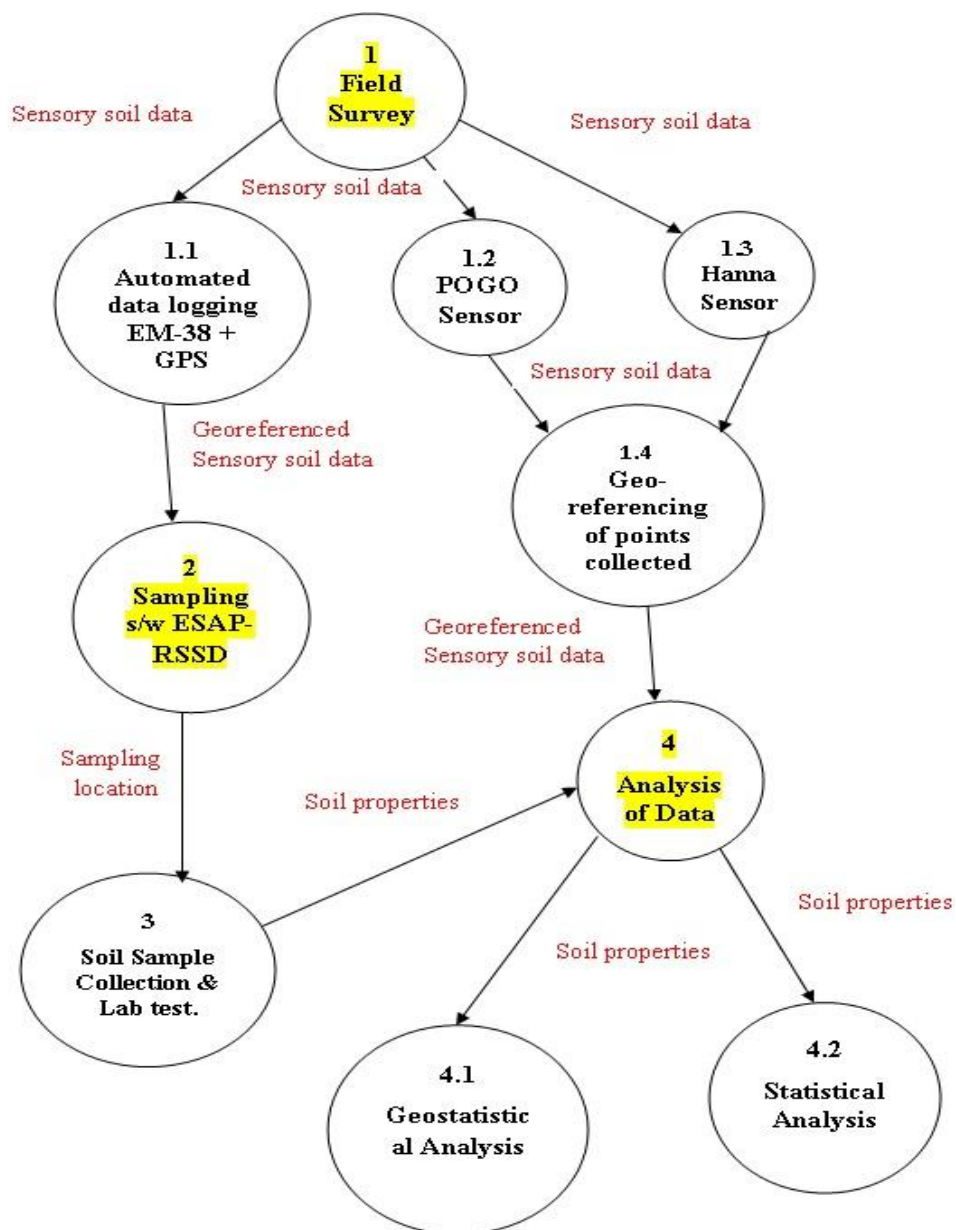 1
Field
Survey
Sensory soil data
Sensory soil data
Sensory soil data
1.1
Automated
data logging
EM-38 +
GPS
1.2
POGO
Sensor
1.3
Hanna
Sensor
Sensory soil data
Georeferenced
Sensory soil data
1.4
Geo-
referencing
of points
collected
2
Sampling
s/w ESAP-
RSSD
Georeferenced
Sensory soil data
Sampling
location
Soil properties
4
Analysis
of Data
3
Soil Sample
Collection &
Lab test.
Soil properties
Soil properties
4.1
Geostatistic
al Analysis
4.2
Statistical
Analysis